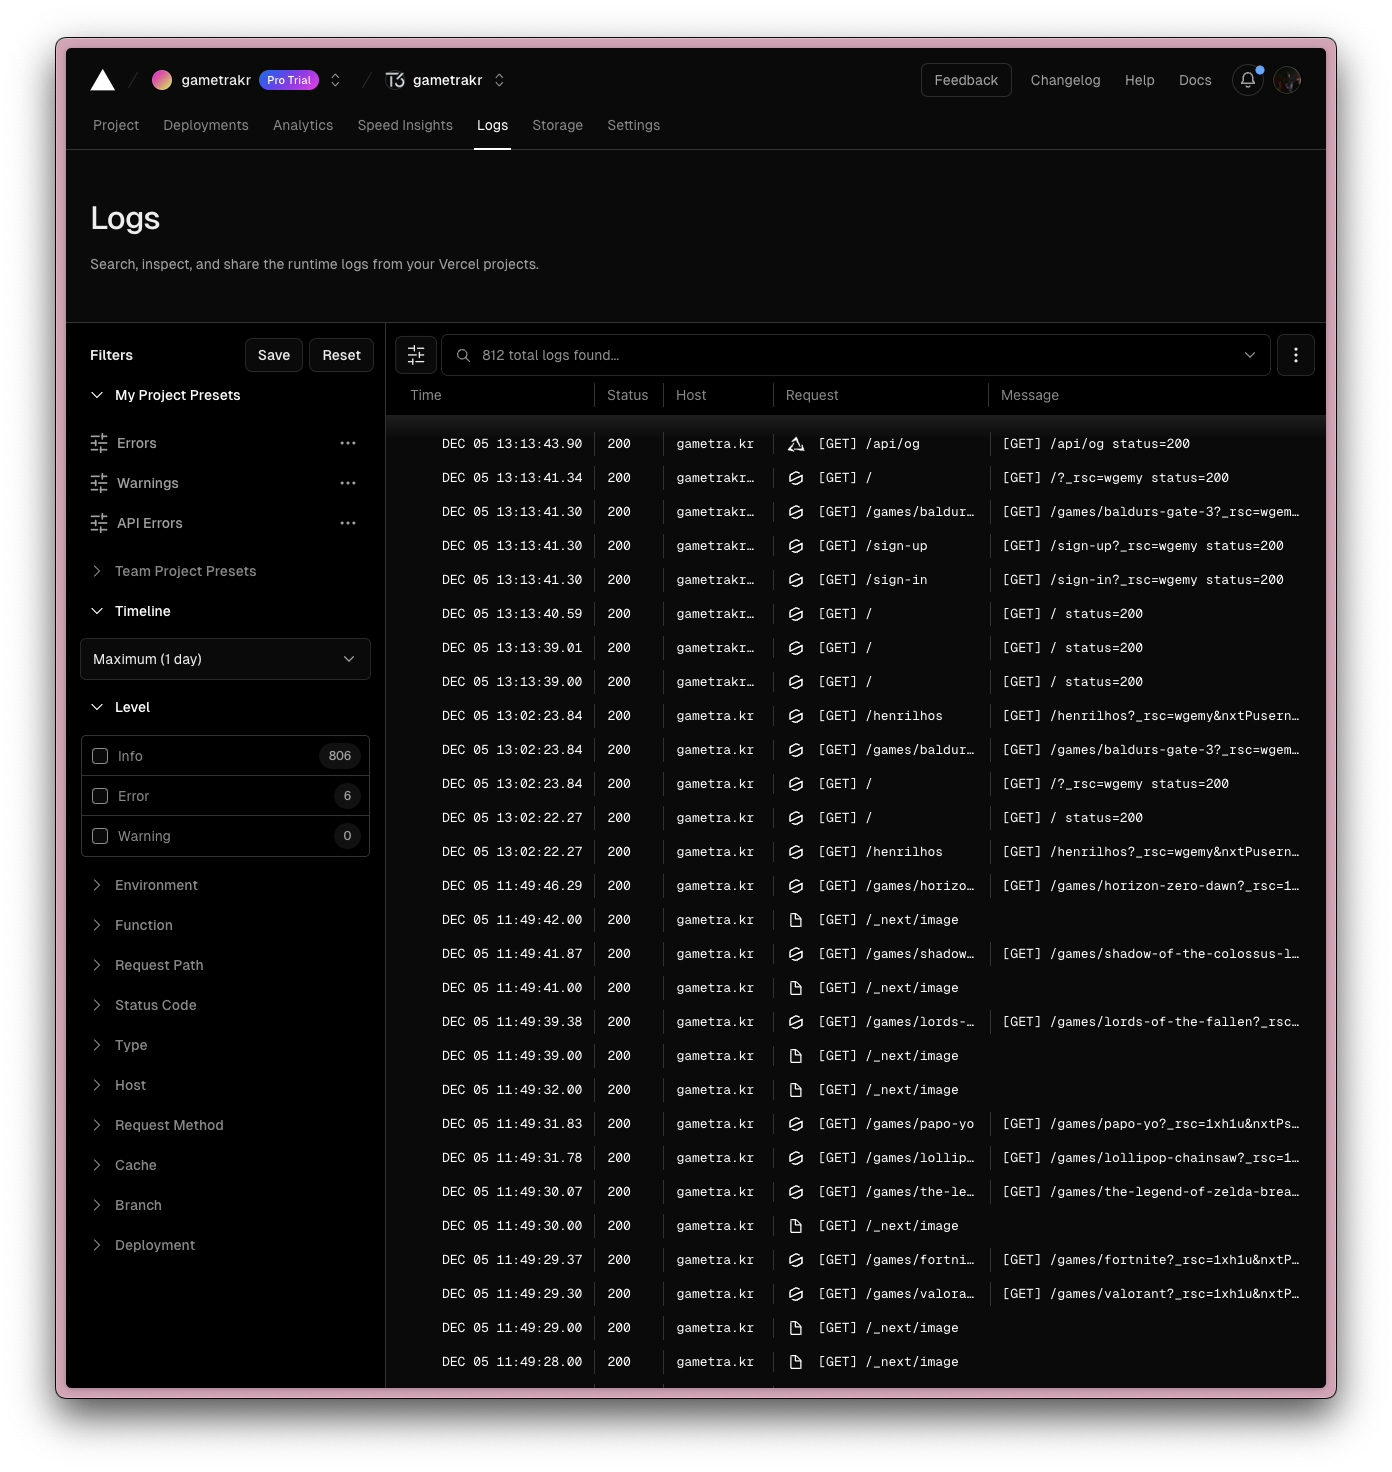 gametrakr Pro Trial T3 gametrakr Feedback Changelog Help Docs
Project Deployments Analytics Speed Insights Logs Storage Settings
Logs
Search, inspect, and share the runtime logs from your Vercel projects.
Filters Save Reset
My Project Presets
Errors
Warnings
API Errors
Team Project Presets
Timeline
Maximum (1 day)
Level
Info 806
Error 6
Warning 0
Environment
Function
Request Path
Status Code
Type
Host
Request Method
Cache
Branch
Deployment
812 total logs found...
Time Status Host Request Message
DEC 05 13:13:43.90 200 gametra.kr [GET] /api/og [GET] /api/og status=200
DEC 05 13:13:41.34 200 gametrakr… [GET] / [GET] /?_rsc=wgemy status=200
DEC 05 13:13:41.30 200 gametrakr… [GET] /games/baldur… [GET] /games/baldurs-gate-3?_rsc=wgem…
DEC 05 13:13:41.30 200 gametrakr… [GET] /sign-up [GET] /sign-up?_rsc=wgemy status=200
DEC 05 13:13:41.30 200 gametrakr… [GET] /sign-in [GET] /sign-in?_rsc=wgemy status=200
DEC 05 13:13:40.59 200 gametrakr… [GET] / [GET] / status=200
DEC 05 13:13:39.01 200 gametrakr… [GET] / [GET] / status=200
DEC 05 13:13:39.00 200 gametrakr… [GET] / [GET] / status=200
DEC 05 13:02:23.84 200 gametra.kr [GET] /henrilhos [GET] /henrilhos?_rsc=wgemy&nxtPusern…
DEC 05 13:02:23.84 200 gametra.kr [GET] /games/baldur… [GET] /games/baldurs-gate-3?_rsc=wgem…
DEC 05 13:02:23.84 200 gametra.kr [GET] / [GET] /?_rsc=wgemy status=200
DEC 05 13:02:22.27 200 gametra.kr [GET] / [GET] / status=200
DEC 05 13:02:22.27 200 gametra.kr [GET] /henrilhos [GET] /henrilhos?_rsc=wgemy&nxtPusern…
DEC 05 11:49:46.29 200 gametra.kr [GET] /games/horizo… [GET] /games/horizon-zero-dawn?_rsc=1…
DEC 05 11:49:42.00 200 gametra.kr [GET] /_next/image
DEC 05 11:49:41.87 200 gametra.kr [GET] /games/shadow… [GET] /games/shadow-of-the-colossus-l…
DEC 05 11:49:41.00 200 gametra.kr [GET] /_next/image
DEC 05 11:49:39.38 200 gametra.kr [GET] /games/lords-… [GET] /games/lords-of-the-fallen?_rsc…
DEC 05 11:49:39.00 200 gametra.kr [GET] /_next/image
DEC 05 11:49:32.00 200 gametra.kr [GET] /_next/image
DEC 05 11:49:31.83 200 gametra.kr [GET] /games/papo-yo [GET] /games/papo-yo?_rsc=1xh1u&nxtPs…
DEC 05 11:49:31.78 200 gametra.kr [GET] /games/lollip… [GET] /games/lollipop-chainsaw?_rsc=1…
DEC 05 11:49:30.07 200 gametra.kr [GET] /games/the-le… [GET] /games/the-legend-of-zelda-brea…
DEC 05 11:49:30.00 200 gametra.kr [GET] /_next/image
DEC 05 11:49:29.37 200 gametra.kr [GET] /games/fortni… [GET] /games/fortnite?_rsc=1xh1u&nxtP…
DEC 05 11:49:29.30 200 gametra.kr [GET] /games/valora… [GET] /games/valorant?_rsc=1xh1u&nxtP…
DEC 05 11:49:29.00 200 gametra.kr [GET] /_next/image
DEC 05 11:49:28.00 200 gametra.kr [GET] /_next/image